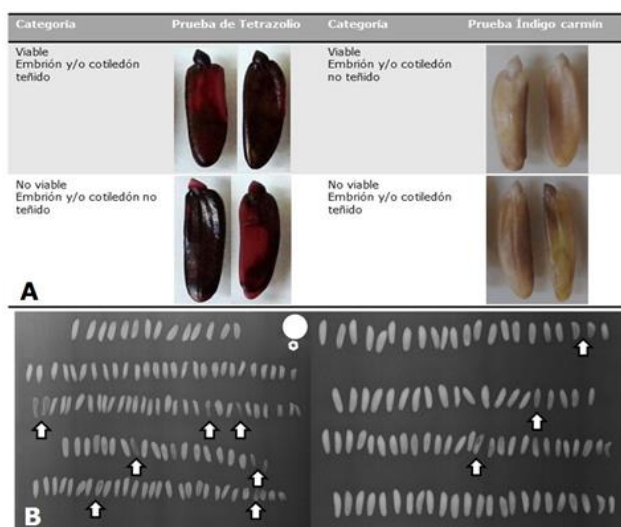 Categoría Prueba de Tetrazolio Categoría Prueba Índigo carmín
Viable
Embrión y/o cotiledón
teñido
Viable
Embrión y/o cotiledón
no teñido
No viable
Embrión y/o cotiledón no
teñido
No viable
Embrión y/o cotiledón
teñido
A
B